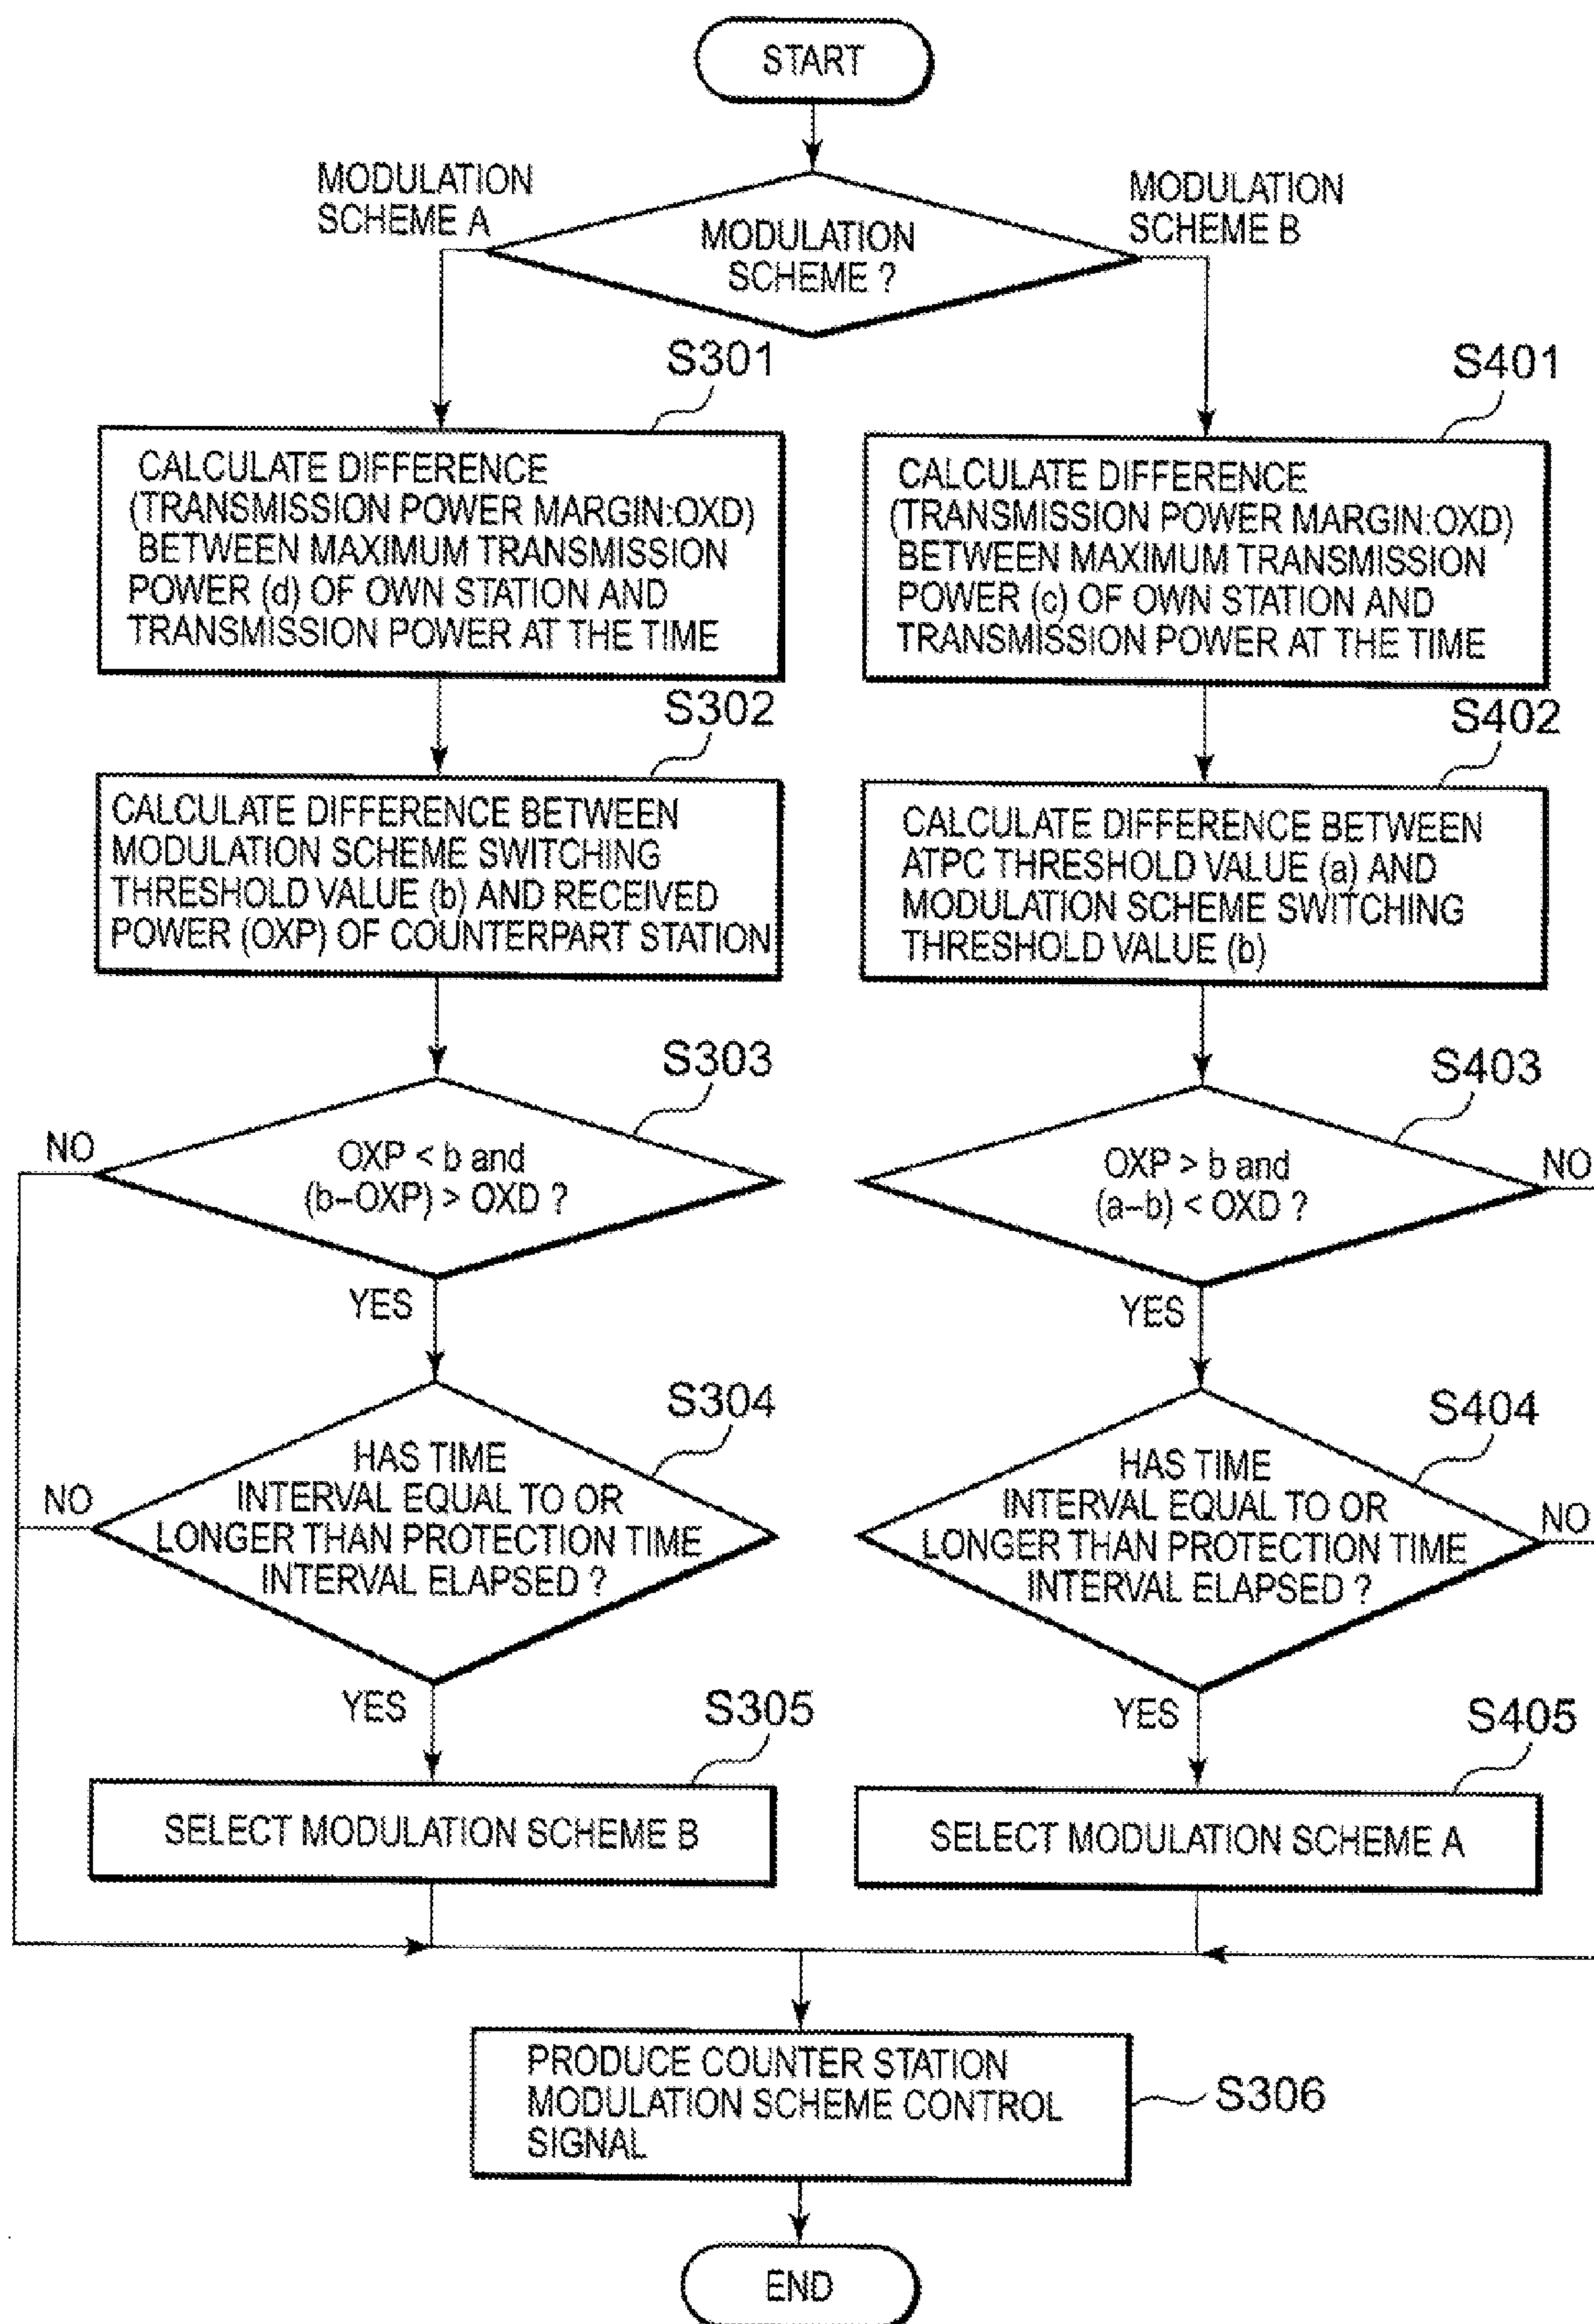 START
MODULATION
SCHEME A
MODULATION
SCHEME ?
MODULATION
SCHEME B
S301
CALCULATE DIFFERENCE
(TRANSMISSION POWER MARGIN:OXD)
BETWEEN MAXIMUM TRANSMISSION
POWER (d) OF OWN STATION AND
TRANSMISSION POWER AT THE TIME
S401
CALCULATE DIFFERENCE
(TRANSMISSION POWER MARGIN:OXD)
BETWEEN MAXIMUM TRANSMISSION
POWER (c) OF OWN STATION AND
TRANSMISSION POWER AT THE TIME
S302
CALCULATE DIFFERENCE BETWEEN
MODULATION SCHEME SWITCHING
THRESHOLD VALUE (b) AND RECEIVED
POWER (OXP) OF COUNTERPART STATION
S402
CALCULATE DIFFERENCE BETWEEN
ATPC THRESHOLD VALUE (a) AND
MODULATION SCHEME SWITCHING
THRESHOLD VALUE (b)
S303
NO
OXP < b and
(b−OXP) > OXD ?
YES
S403
OXP > b and
(a−b) < OXD ?
NO
YES
S304
NO
HAS TIME
INTERVAL EQUAL TO OR
LONGER THAN PROTECTION TIME
INTERVAL ELAPSED ?
YES
S404
HAS TIME
INTERVAL EQUAL TO OR
LONGER THAN PROTECTION TIME
INTERVAL ELAPSED ?
NO
YES
S305
SELECT MODULATION SCHEME B
S405
SELECT MODULATION SCHEME A
PRODUCE COUNTER STATION
MODULATION SCHEME CONTROL
SIGNAL
S306
END